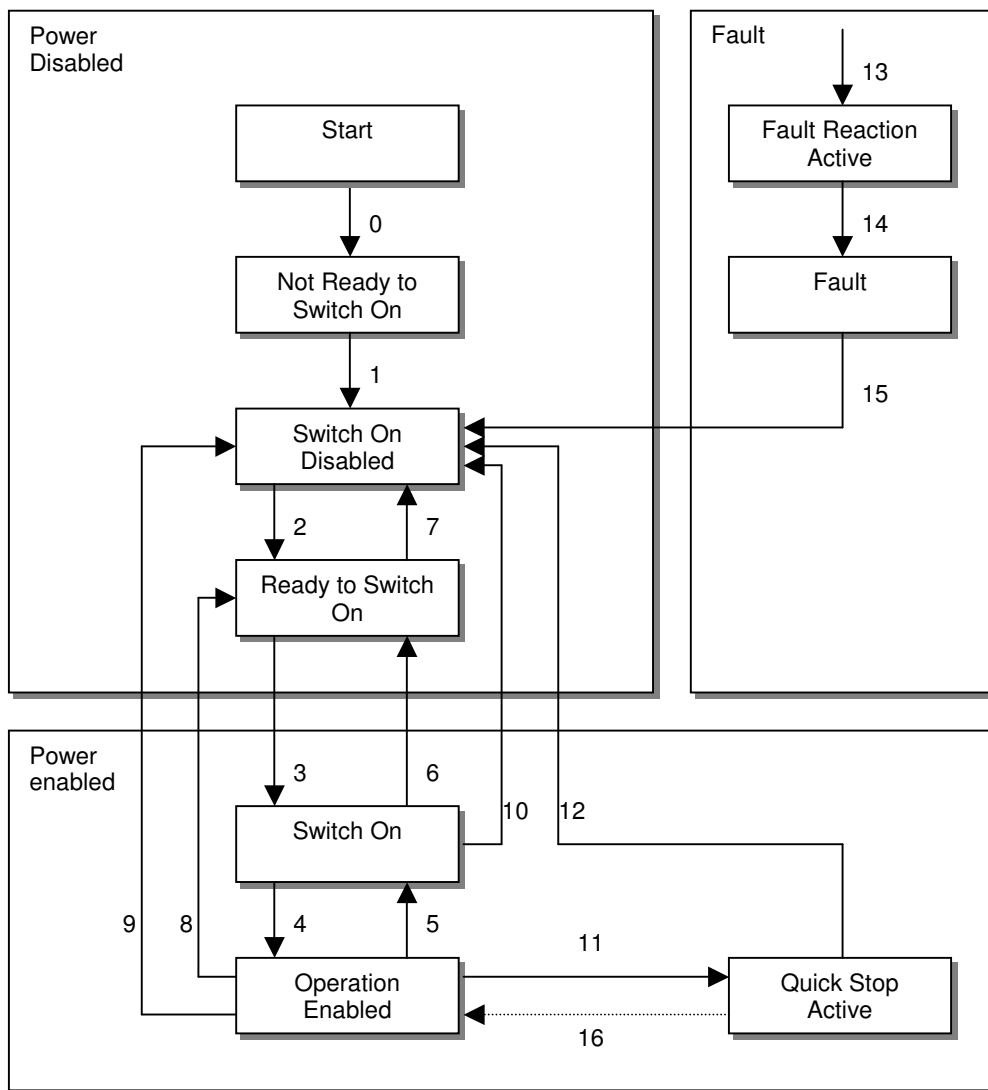 Power
Disabled
Start
0
Not Ready to
Switch On
1
Switch On
Disabled
2
7
Ready to Switch
On
Fault
13
Fault Reaction
Active
14
Fault
15
Power
enabled
3
6
10
12
Switch On
9
8
4
5
11
Operation
Enabled
Quick Stop
Active
16